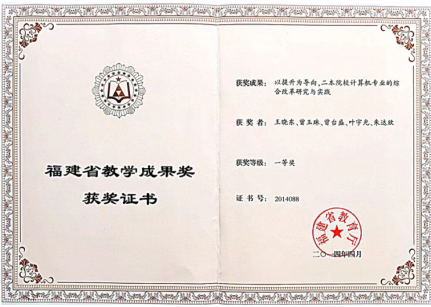 福建省教学成果奖
获奖证书
获奖成果：以提升为导向、二本院校计算机专业的综
合改革研究与实践
获 奖 者：王晓东、曾玉珠、曾台盛、叶宇光、朱达欣
获奖等级：一等奖
证 书 号：2014088
福建省教育厅
二〇一四年四月